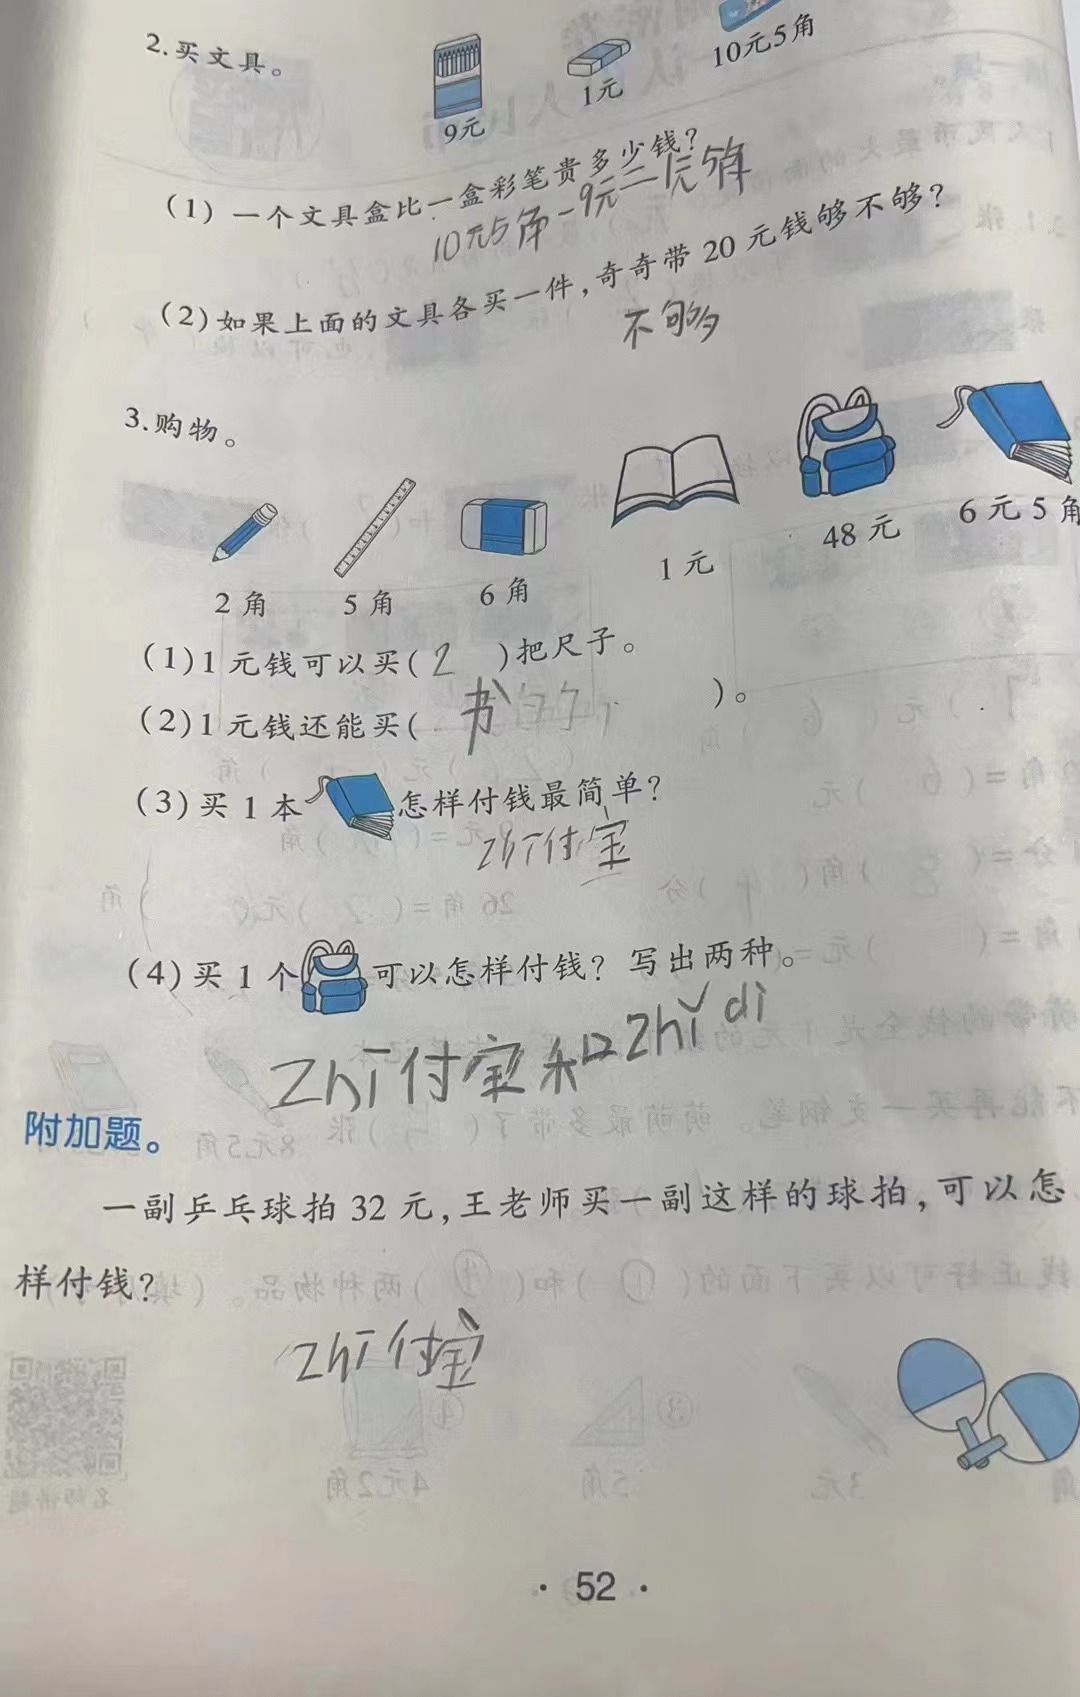 2.买文具。
9元
1元
10元5角
(1)一个文具盒比一盒彩笔贵多少钱?
10元5角-9元=1元5角
(2)如果上面的文具各买一件,奇奇带20元钱够不够?
不够
3.购物。
2角
5角
6角
1元
48元
6元5角
(1)1元钱可以买(2)把尺子。
(2)1元钱还能买(书)。
(3)买1本怎样付钱最简单?
zhī付宝
(4)买1个可以怎样付钱?写出两种。
zhī付宝和zhǐdì
附加题。
一副乒乓球拍32元,王老师买一副这样的球拍,可以怎
样付钱?
zhī付宝
·52·